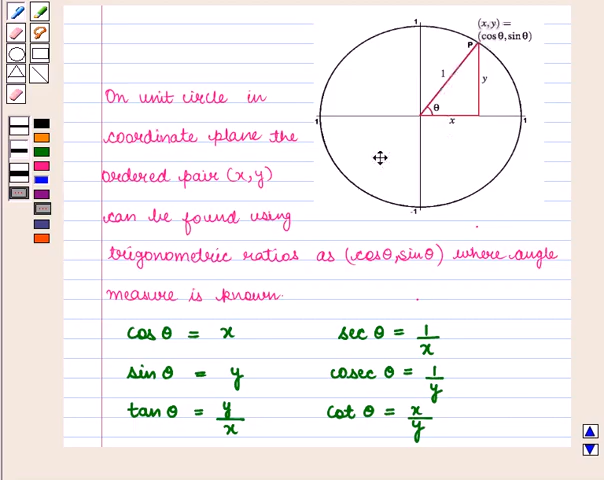 1
(x,y) =
(cos θ, sin θ)
P
1
y
θ
1
x
1
-1
On unit circle in
coordinate plane the
ordered pair (x,y)
can be found using
trigonometric ratios as (cosθ, sinθ) where angle
measure is known.
cos θ = x
sec θ = 1/x
sin θ = y
cosec θ = 1/y
tan θ = y/x
cot θ = x/y